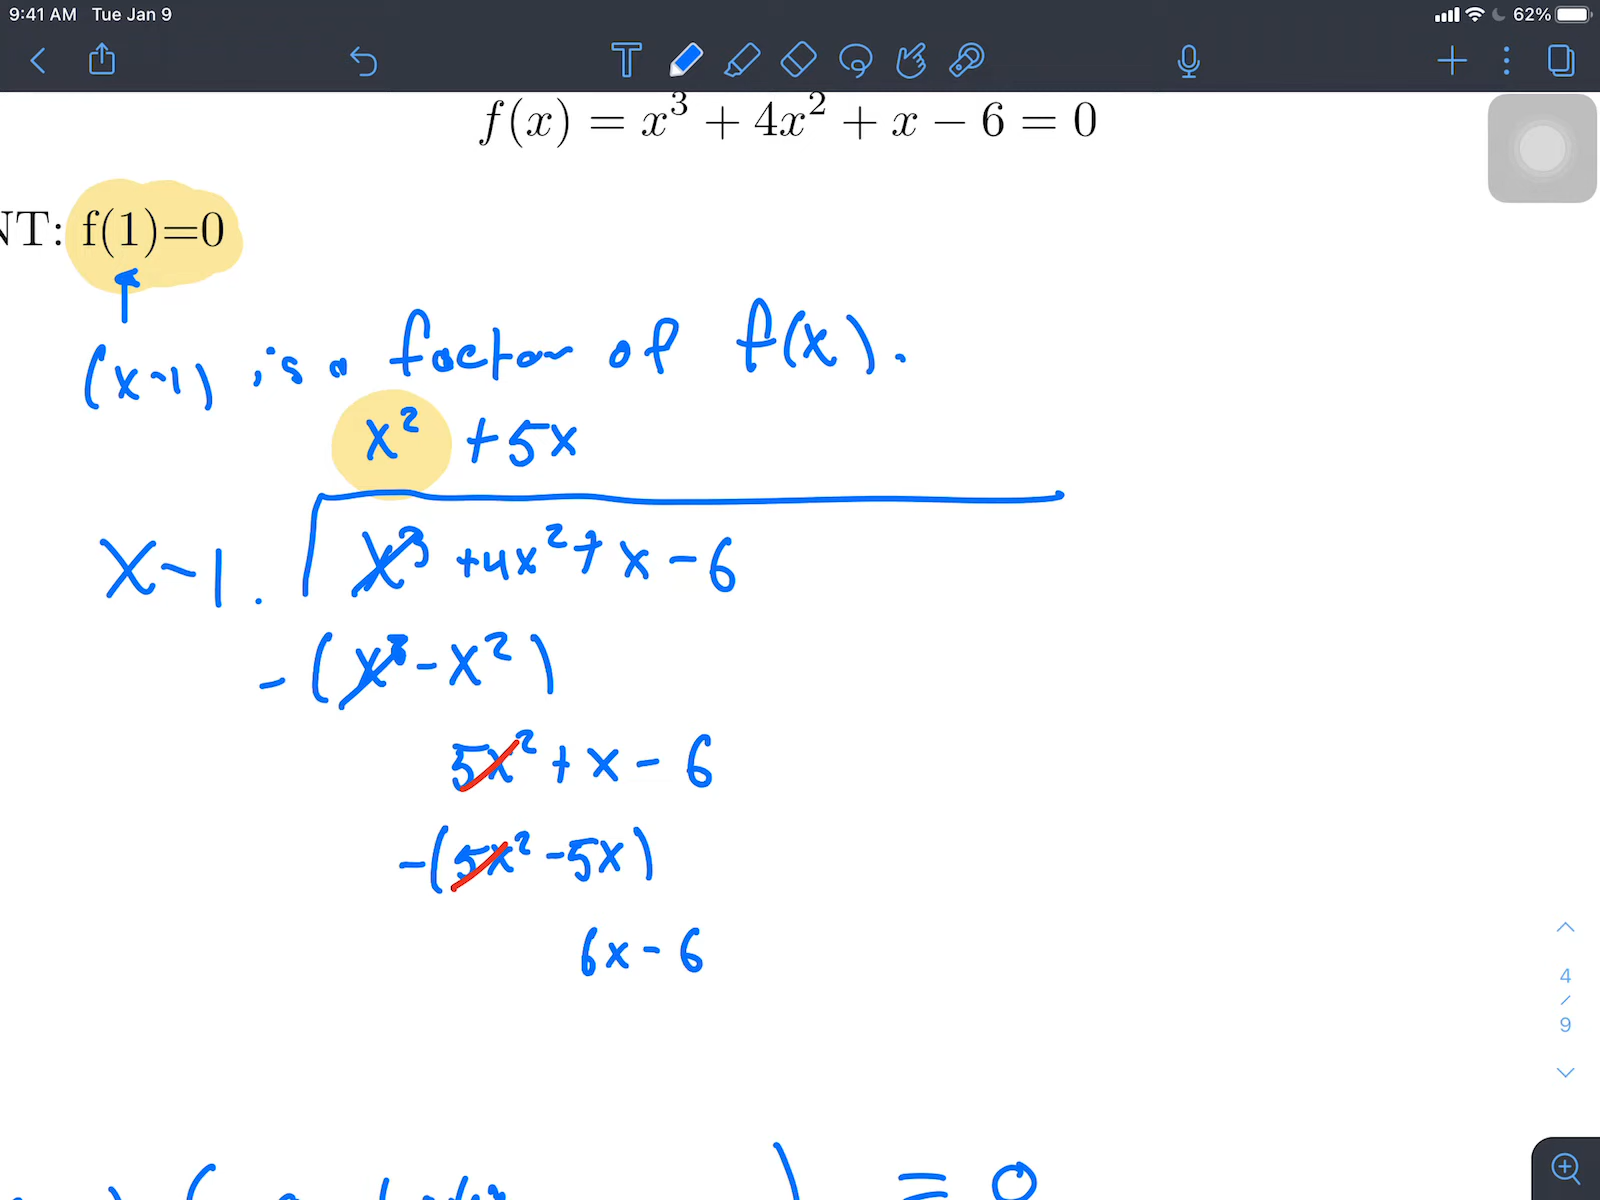 9:41 AM Tue Jan 9 62%
f(x) = x³ + 4x² + x − 6 = 0
NT: f(1)=0
(x-1) is a factor of f(x).
x² +5x
x-1. x³ +4x² + x - 6
-(x³ - x²)
5x² + x - 6
-(5x² - 5x)
6x - 6
4
/
9
= 0